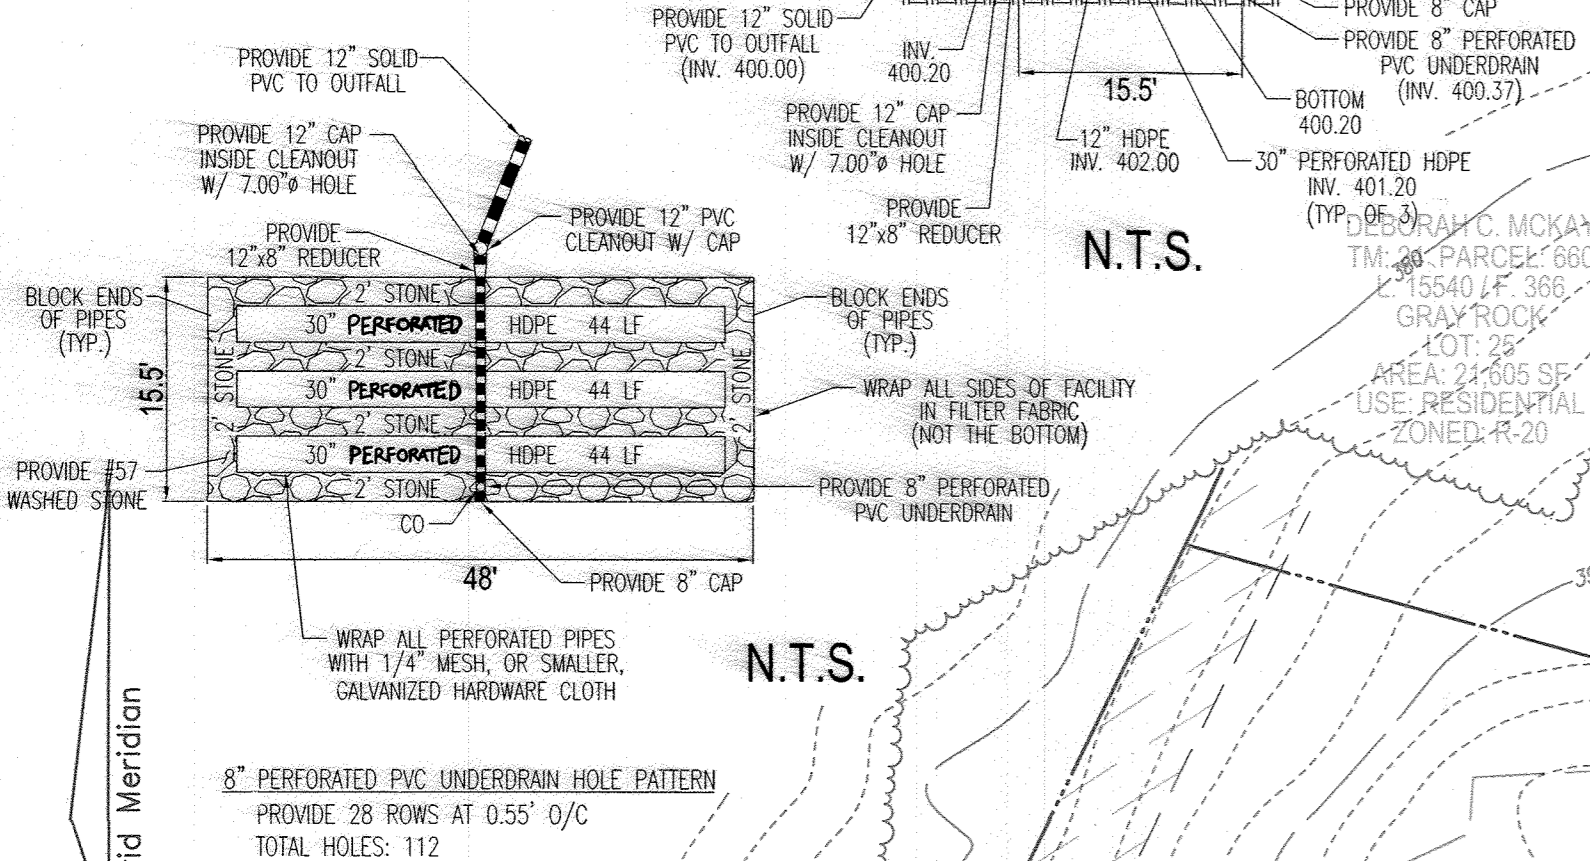 PROVIDE 12" SOLID
PVC TO OUTFALL
(INV. 400.00)
INV.
400.20
15.5'
PROVIDE 8" CAP
PROVIDE 8" PERFORATED
PVC UNDERDRAIN
(INV. 400.37)
BOTTOM
400.20
PROVIDE 12" CAP
INSIDE CLEANOUT
W/ 7.00"ø HOLE
12" HDPE
INV. 402.00
30" PERFORATED HDPE
INV. 401.20
(TYP. OF 3)
PROVIDE
12"x8" REDUCER
N.T.S.
PROVIDE 12" SOLID
PVC TO OUTFALL
PROVIDE 12" CAP
INSIDE CLEANOUT
W/ 7.00"ø HOLE
PROVIDE
12"x8" REDUCER
PROVIDE 12" PVC
CLEANOUT W/ CAP
BLOCK ENDS
OF PIPES
(TYP.)
15.5'
2' STONE
2' STONE
30" PERFORATED HDPE 44 LF
2' STONE
30" PERFORATED HDPE 44 LF
2' STONE
30" PERFORATED HDPE 44 LF
2' STONE
2' STONE
BLOCK ENDS
OF PIPES
(TYP.)
WRAP ALL SIDES OF FACILITY
IN FILTER FABRIC
(NOT THE BOTTOM)
PROVIDE #57
WASHED STONE
PROVIDE 8" PERFORATED
PVC UNDERDRAIN
CO
48'
PROVIDE 8" CAP
WRAP ALL PERFORATED PIPES
WITH 1/4" MESH, OR SMALLER,
GALVANIZED HARDWARE CLOTH
N.T.S.
8" PERFORATED PVC UNDERDRAIN HOLE PATTERN
PROVIDE 28 ROWS AT 0.55' O/C
TOTAL HOLES: 112
id Meridian
DEBORAH C. MCKAY
TM: 21 PARCEL: 660
L. 15540 / F. 366
GRAY ROCK
LOT: 25
AREA: 21,605 SF
USE: RESIDENTIAL
ZONED: R-20
380